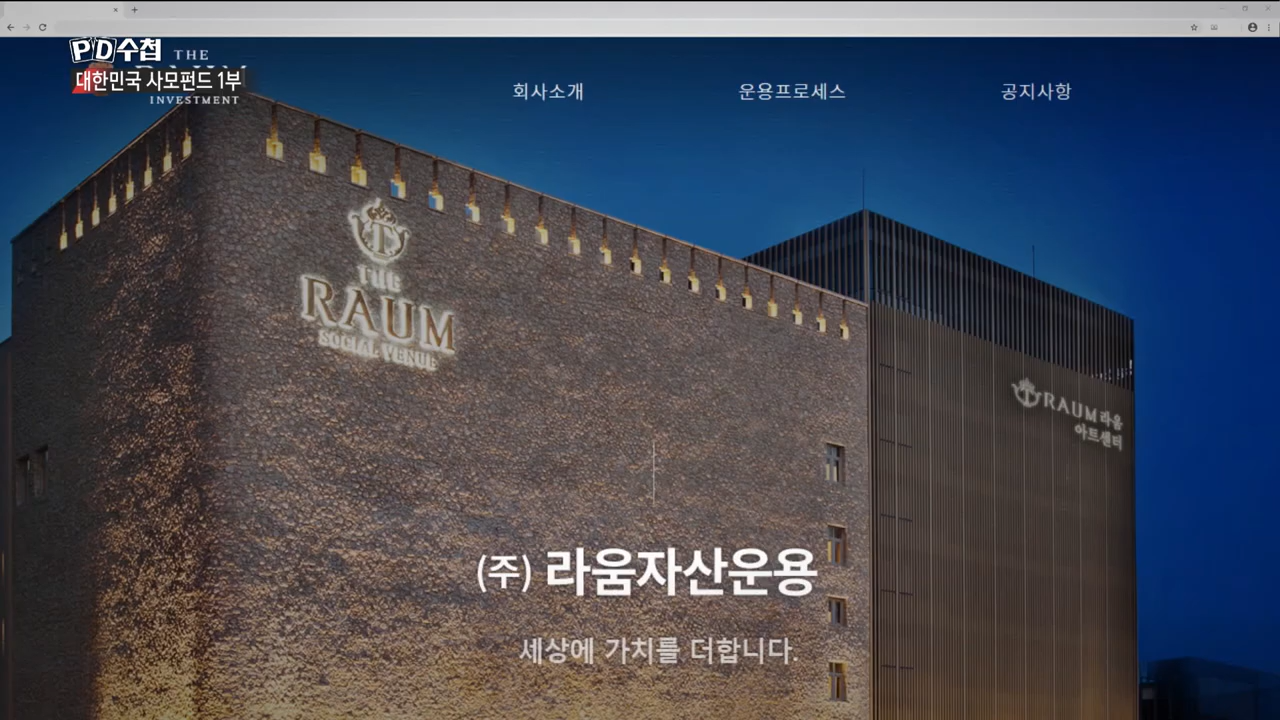 PD수첩
THE
대한민국 사모펀드 1부
INVESTMENT
회사소개
운용프로세스
공지사항
THE
RAUM
SOCIAL VENUE
RAUM 라움
아트센터
(주) 라움자산운용
세상에 가치를 더합니다.